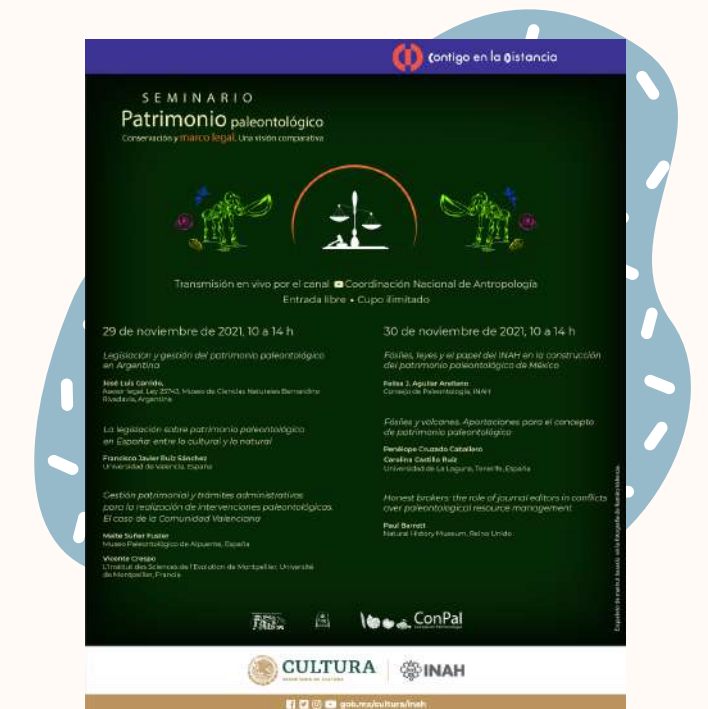 Contigo en la Distancia
SEMINARIO
Patrimonio paleontológico
Conservación y marco legal. Una visión comparativa
Transmisión en vivo por el canal Coordinación Nacional de Antropología
Entrada libre • Cupo ilimitado
29 de noviembre de 2021, 10 a 14 h
Legislación y gestión del patrimonio paleontológico
en Argentina
José Luis Garrido,
Asesor legal, Ley 25743, Museo de Ciencias Naturales Bernardino
Rivadavia, Argentina
La legislación sobre patrimonio paleontológico
en España: entre lo cultural y lo natural
Francisco Javier Ruiz Sánchez
Universidad de Valencia, España
Gestión patrimonial y trámites administrativos
para la realización de intervenciones paleontológicas.
El caso de la Comunidad Valenciana
Maite Suñer Fuster
Museo Paleontológico de Alpuente, España
Vicente Crespo
L'Institut des Sciences de l'Evolution de Montpellier, Université
de Montpellier, Francia
30 de noviembre de 2021, 10 a 14 h
Fósiles, leyes y el papel del INAH en la construcción
del patrimonio paleontológico de México
Felisa J. Aguilar Arellano
Consejo de Paleontología, INAH
Fósiles y volcanes. Aportaciones para el concepto
de patrimonio paleontológico
Penélope Cruzado Caballero
Carolina Castillo Ruiz
Universidad de La Laguna, Tenerife, España
Honest brokers: the role of journal editors in conflicts
over paleontological resource management
Paul Barrett
Natural History Museum, Reino Unido
ConPal
CULTURA
SECRETARÍA DE CULTURA
INAH
gob.mx/cultura/inah